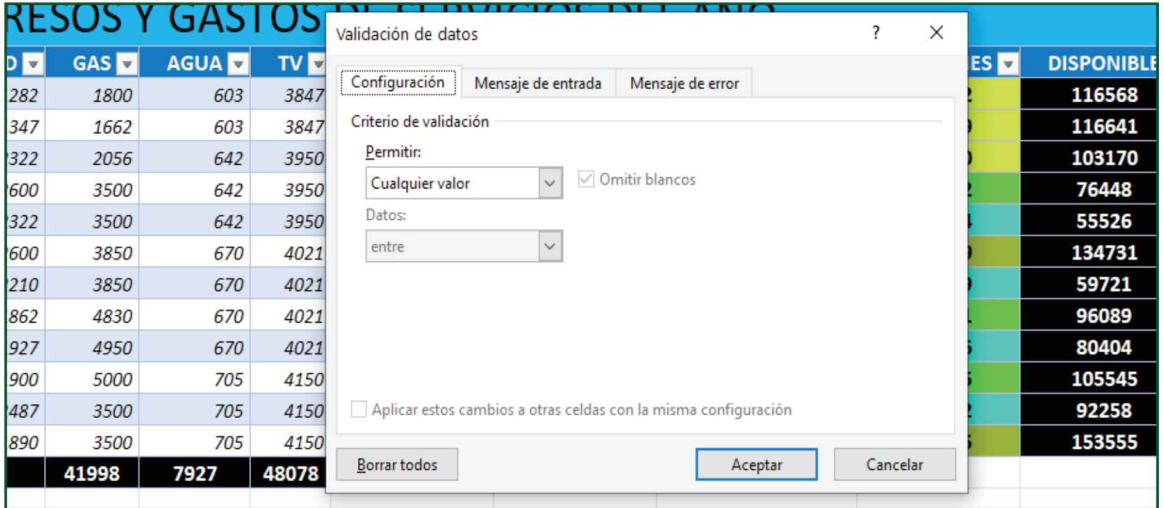 RESOS Y GASTOS DE SERVICIOS DEL AÑO
D GAS AGUA TV ES DISPONIBLE
282 1800 603 3847 116568
347 1662 603 3847 116641
322 2056 642 3950 103170
600 3500 642 3950 76448
322 3500 642 3950 55526
600 3850 670 4021 134731
210 3850 670 4021 59721
862 4830 670 4021 96089
927 4950 670 4021 80404
900 5000 705 4150 105545
487 3500 705 4150 92258
890 3500 705 4150 153555
41998 7927 48078
Validación de datos ? ×
Configuración Mensaje de entrada Mensaje de error
Criterio de validación
Permitir:
Cualquier valor Omitir blancos
Datos:
entre
Aplicar estos cambios a otras celdas con la misma configuración
Borrar todos Aceptar Cancelar